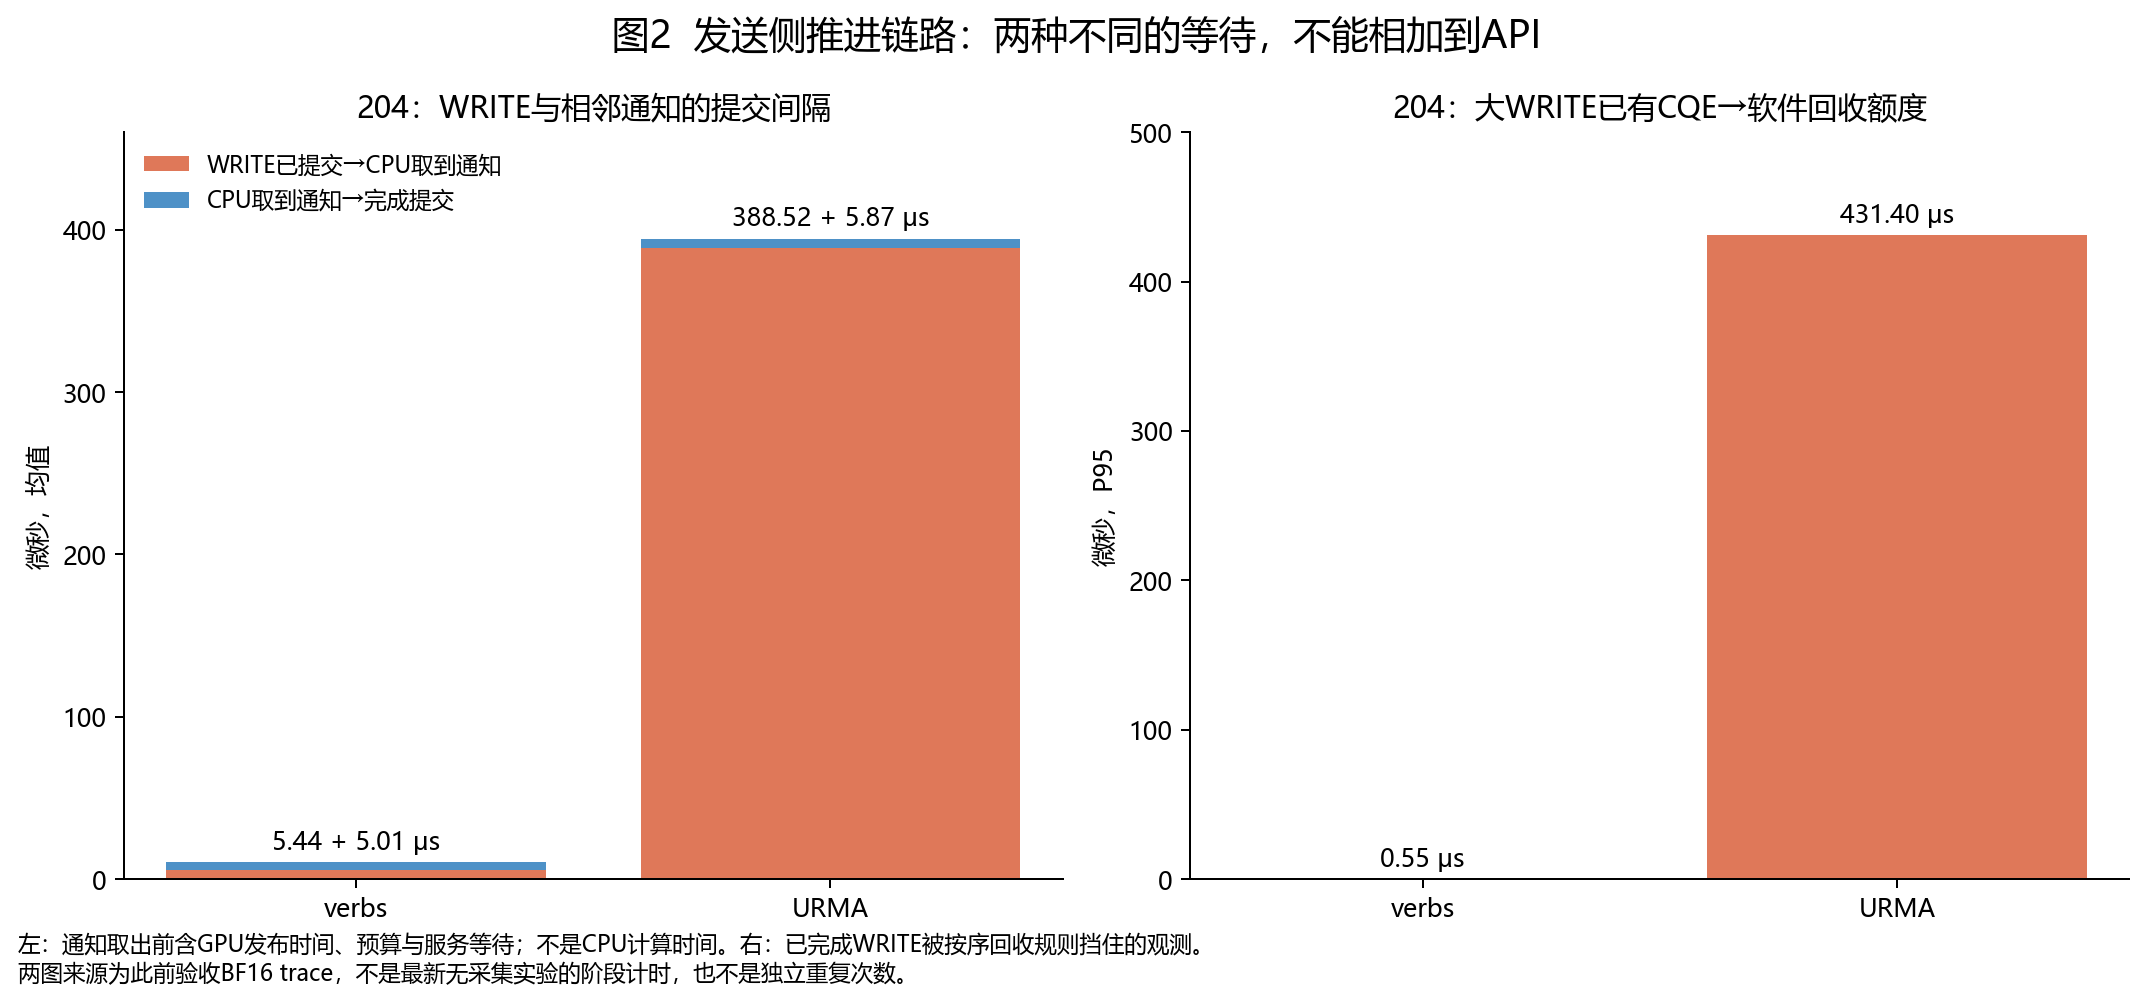 图2  发送侧推进链路：两种不同的等待，不能相加到API
204：WRITE与相邻通知的提交间隔
WRITE已提交→CPU取到通知
CPU取到通知→完成提交
微秒，均值
400
300
200
100
0
5.44 + 5.01 μs
388.52 + 5.87 μs
verbs
URMA
204：大WRITE已有CQE→软件回收额度
微秒，P95
500
400
300
200
100
0
0.55 μs
431.40 μs
verbs
URMA
左：通知取出前含GPU发布时间、预算与服务等待；不是CPU计算时间。右：已完成WRITE被按序回收规则挡住的观测。
两图来源为此前验收BF16 trace，不是最新无采集实验的阶段计时，也不是独立重复次数。